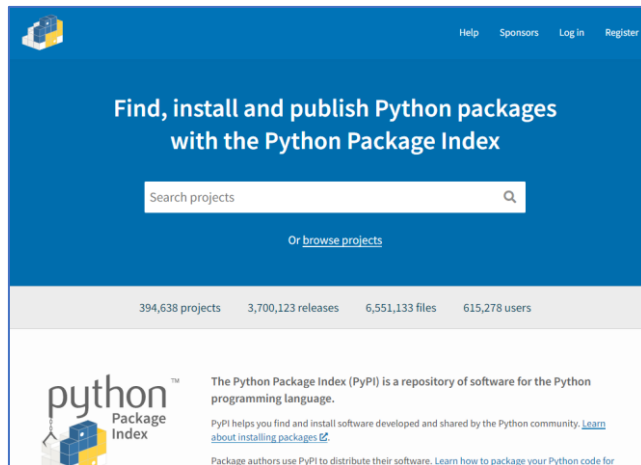 Help Sponsors Log in Register
Find, install and publish Python packages
with the Python Package Index
Search projects
Or browse projects
394,638 projects 3,700,123 releases 6,551,133 files 615,278 users
python™
Package
Index
The Python Package Index (PyPI) is a repository of software for the Python
programming language.
PyPI helps you find and install software developed and shared by the Python community. Learn
about installing packages.
Package authors use PyPI to distribute their software. Learn how to package your Python code for